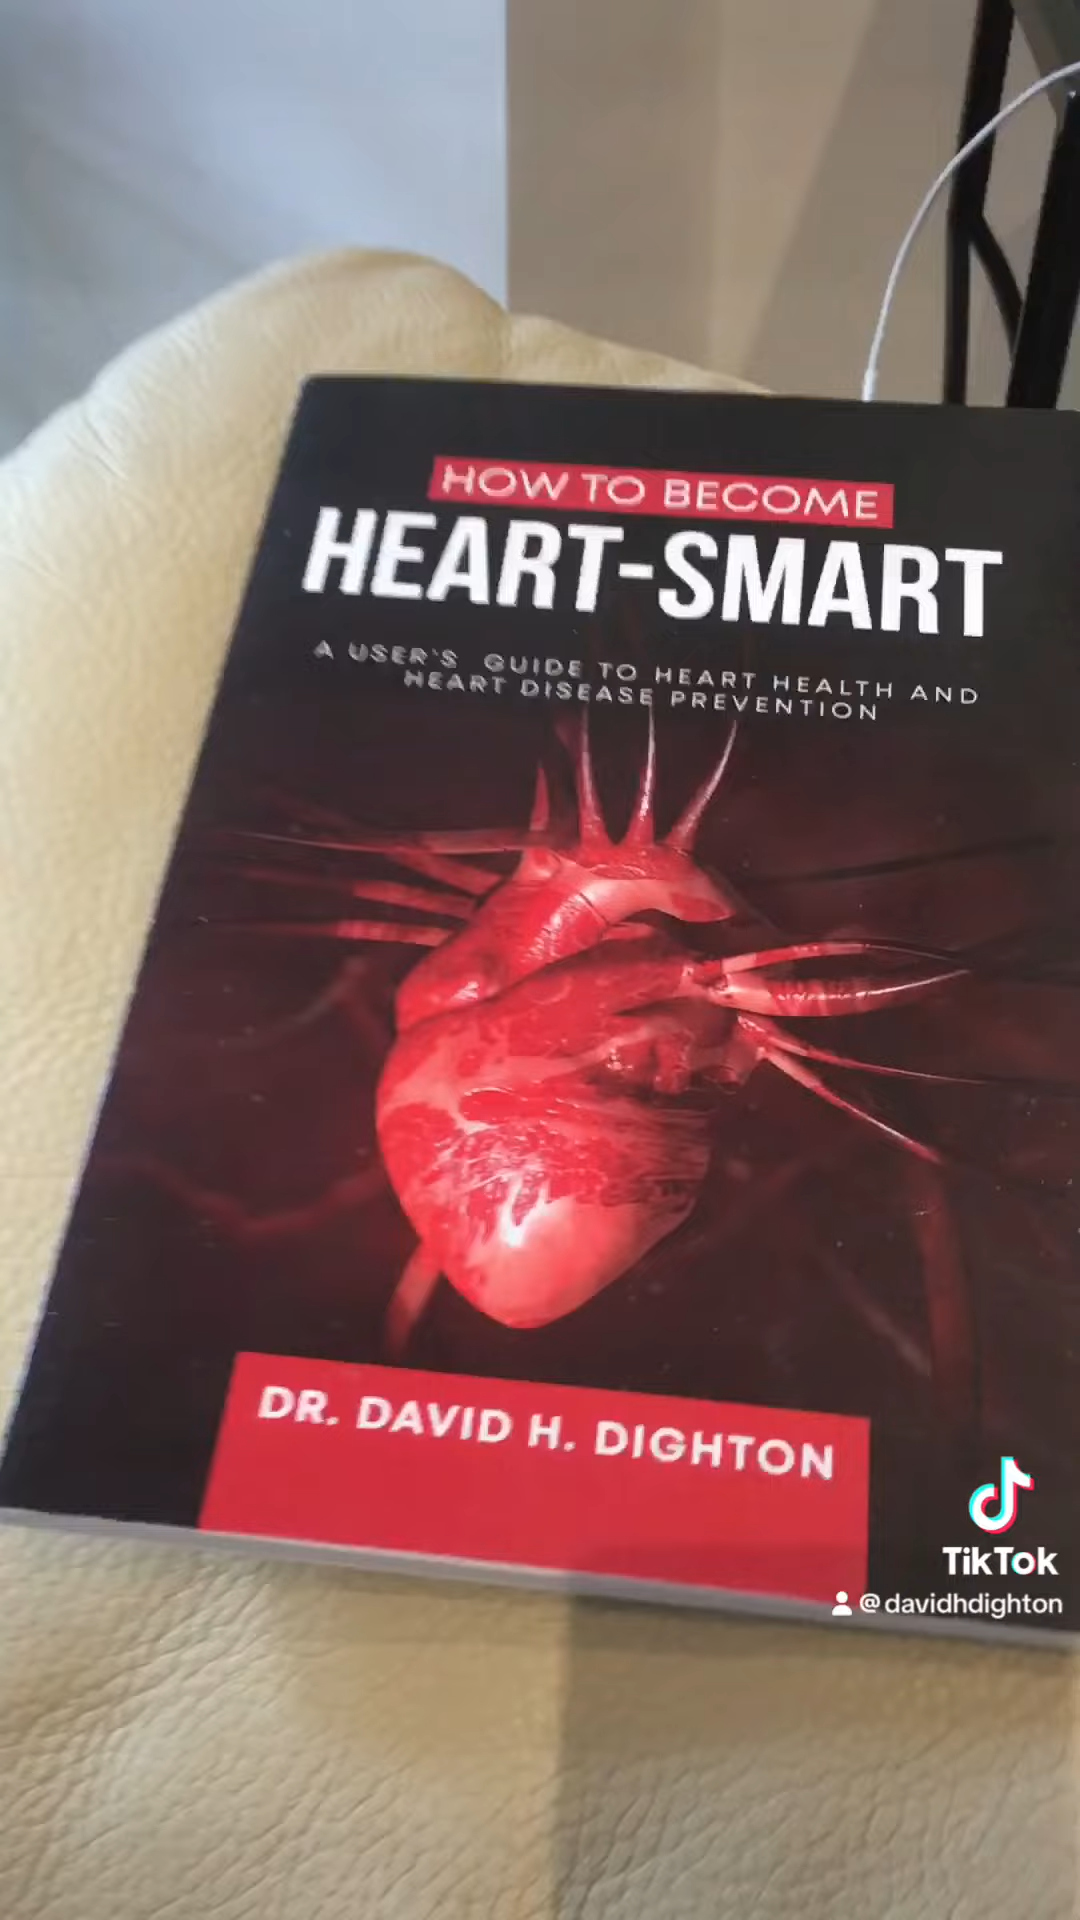 HOW TO BECOME
HEART-SMART
A USER'S GUIDE TO HEART HEALTH AND
HEART DISEASE PREVENTION
DR. DAVID H. DIGHTON
TikTok
@davidhdighton